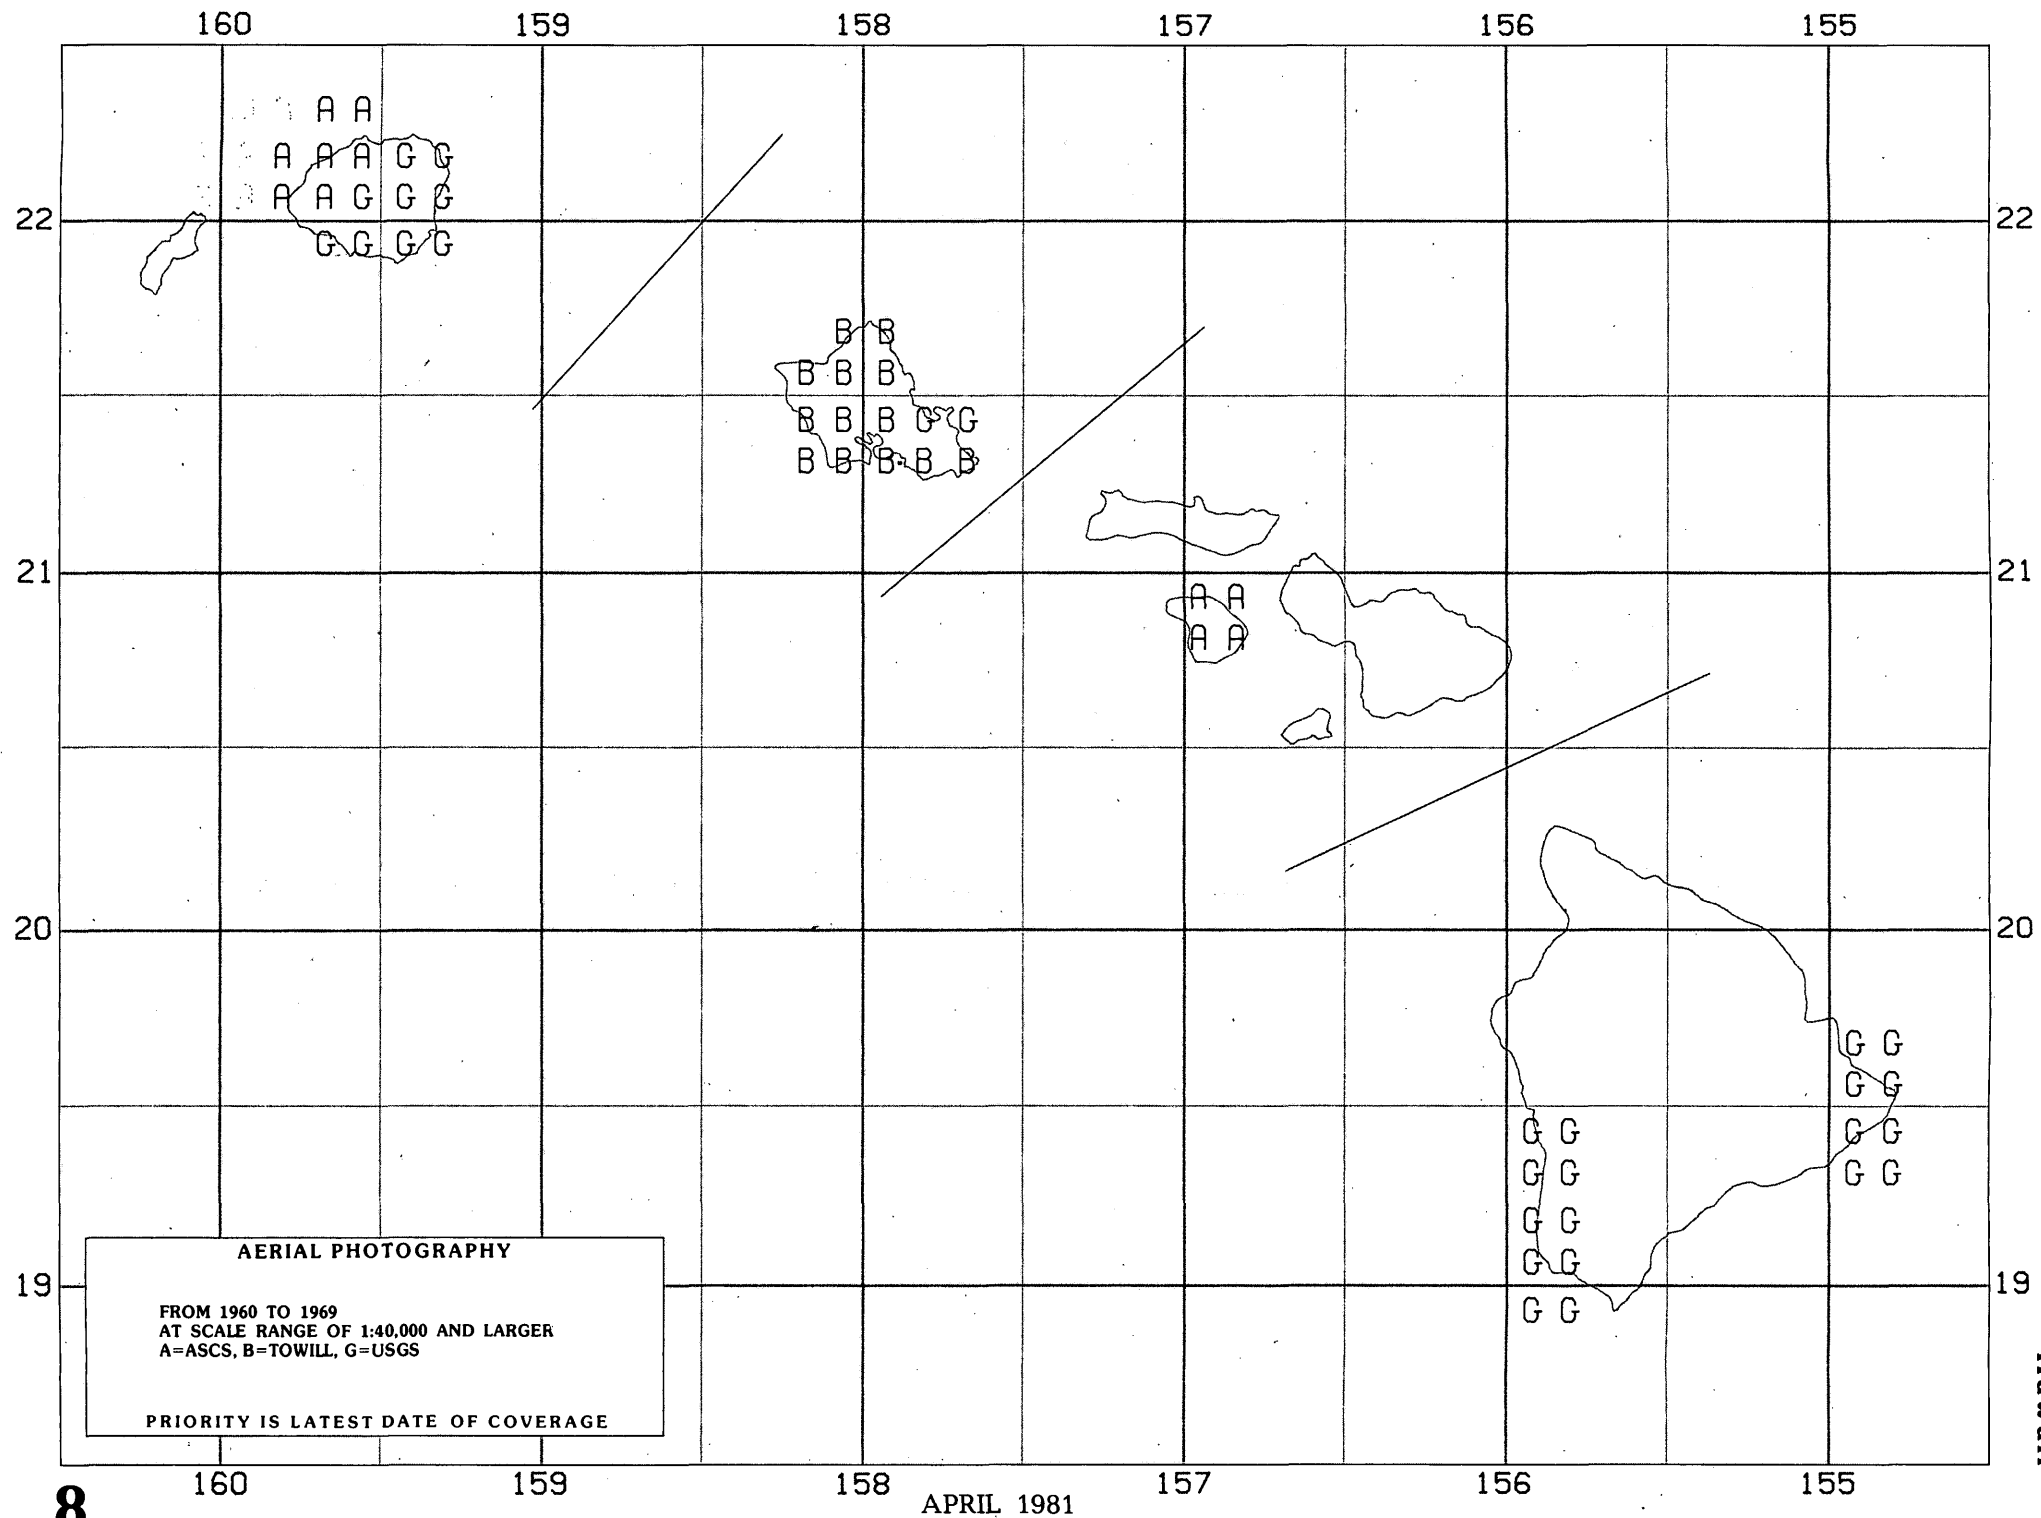 160 159 158 157 156 155
A A
A A A G G
A A G G G
22 22
G G G G
B B
B B B
B B B G G
B B B B B
21 21
A A
A A
20 20
G G
G G
G G G G
G G G G
G G
G G
19 19
G G
AERIAL PHOTOGRAPHY
FROM 1960 TO 1969
AT SCALE RANGE OF 1:40,000 AND LARGER
A=ASCS, B=TOWILL, G=USGS
PRIORITY IS LATEST DATE OF COVERAGE
160 159 158 157 156 155
8
APRIL 1981